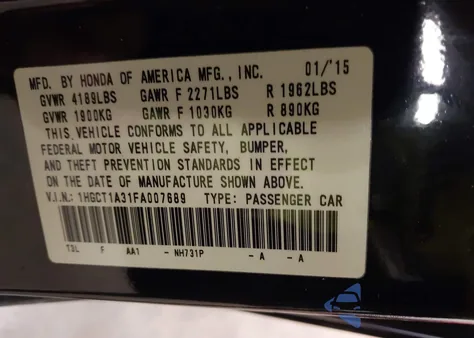 MFD. BY HONDA OF AMERICA MFG., INC. 01/'15
GVWR 4189LBS GAWR F 2271LBS R 1962LBS
GVWR 1900KG GAWR F 1030KG R 890KG
THIS VEHICLE CONFORMS TO ALL APPLICABLE
FEDERAL MOTOR VEHICLE SAFETY, BUMPER,
AND THEFT PREVENTION STANDARDS IN EFFECT
ON THE DATE OF MANUFACTURE SHOWN ABOVE.
V.I.N.: 1HGCT1A31FA007689 TYPE: PASSENGER CAR
T3L F AA1 - NH731P - A - A